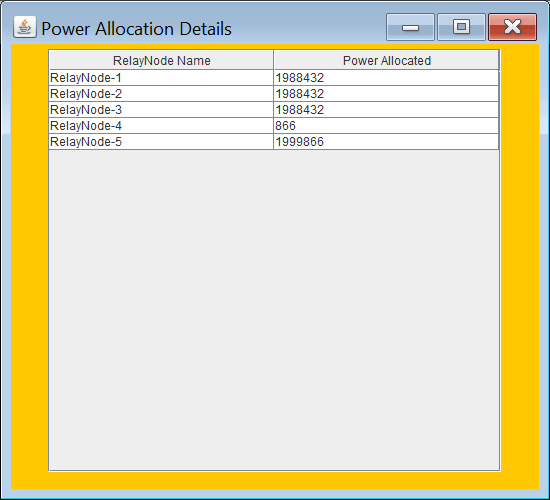 Power Allocation Details
RelayNode Name Power Allocated
RelayNode-1 1988432
RelayNode-2 1988432
RelayNode-3 1988432
RelayNode-4 866
RelayNode-5 1999866